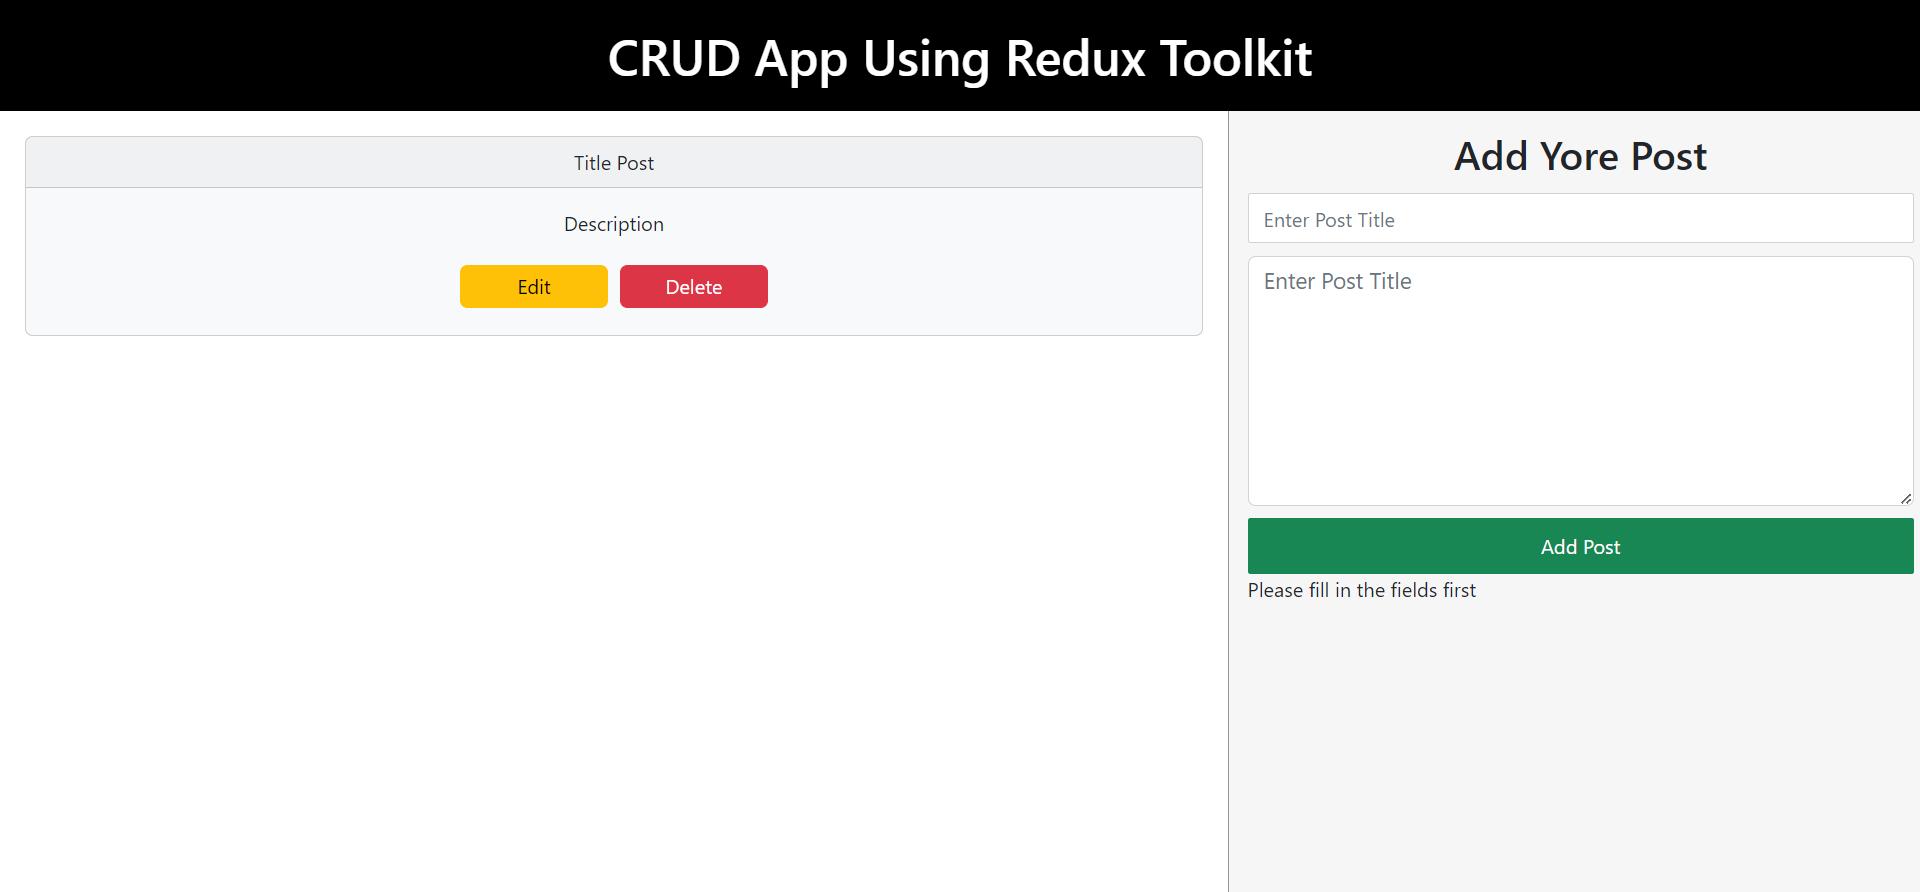 CRUD App Using Redux Toolkit
Title Post
Description
Edit
Delete
Add Yore Post
Enter Post Title
Enter Post Title
Add Post
Please fill in the fields first